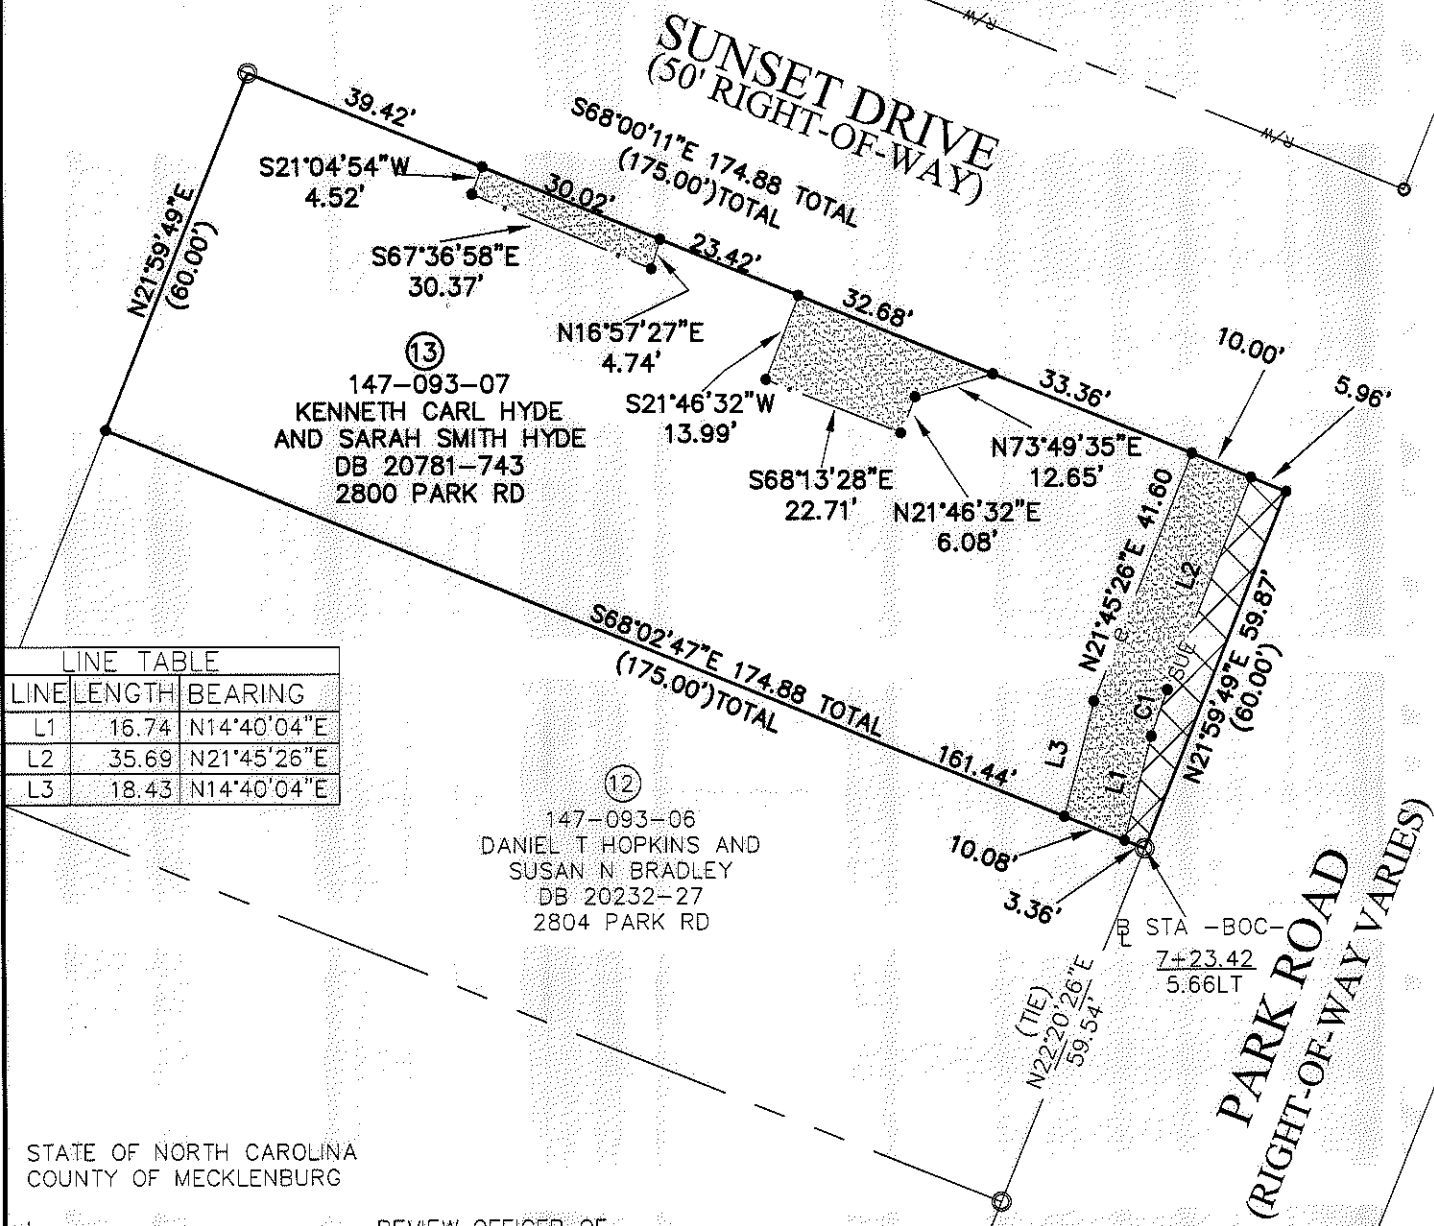 R/W
R/W
SUNSET DRIVE
(50' RIGHT-OF-WAY)
39.42'
S68°00'11"E 174.88 TOTAL
(175.00')TOTAL
S21°04'54"W
4.52'
30.02'
N21°59'49"E
(60.00')
S67°36'58"E
30.37'
23.42'
32.68'
N16°57'27"E
4.74'
10.00'
33.36'
5.96'
13
147-093-07
KENNETH CARL HYDE
AND SARAH SMITH HYDE
DB 20781-743
2800 PARK RD
S21°46'32"W
13.99'
S68°13'28"E
22.71'
N73°49'35"E
12.65'
N21°46'32"E
6.08'
N21°45'26"E 41.60
L2
e
SUE
C1
L3
L1
N21°59'49"E 59.87'
(60.00')
S68°02'47"E 174.88 TOTAL
(175.00')TOTAL
161.44'
LINE TABLE
LINE LENGTH BEARING
L1 16.74 N14°40'04"E
L2 35.69 N21°45'26"E
L3 18.43 N14°40'04"E
12
147-093-06
DANIEL T HOPKINS AND
SUSAN N BRADLEY
DB 20232-27
2804 PARK RD
10.08'
3.36'
BL STA -BOC-
7+23.42
5.66LT
(TIE)
N22°20'26"E
59.54'
PARK ROAD
(RIGHT-OF-WAY VARIES)
STATE OF NORTH CAROLINA
COUNTY OF MECKLENBURG
REVIEW OFFICER OF